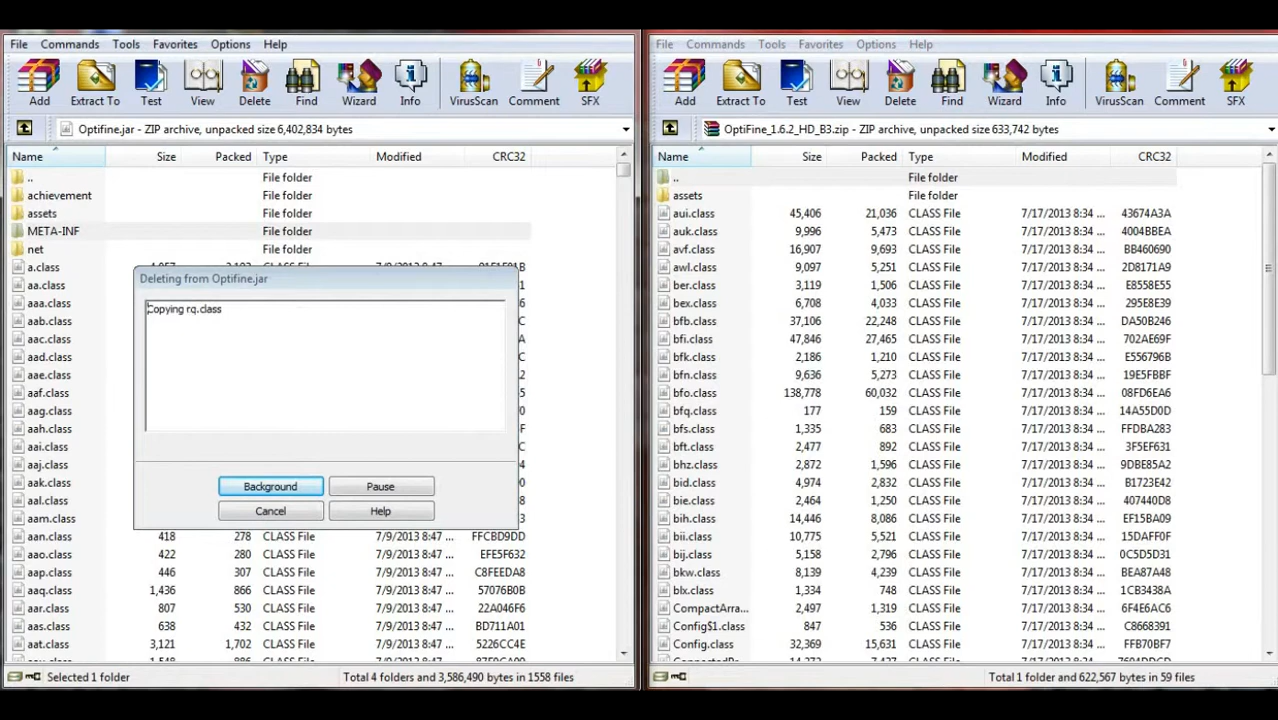 File Commands Tools Favorites Options Help
Add Extract To Test View Delete Find Wizard Info VirusScan Comment SFX
Optifine.jar - ZIP archive, unpacked size 6,402,834 bytes
Name Size Packed Type Modified CRC32
.. File folder
achievement File folder
assets File folder
META-INF File folder
net File folder
a.class
aa.class
aaa.class
aab.class
aac.class
aad.class
aae.class
aaf.class
aag.class
aah.class
aai.class
aaj.class
aak.class
aal.class
aam.class
aan.class 418 278 CLASS File 7/9/2013 8:47 ... FFCBD9DD
aao.class 422 280 CLASS File 7/9/2013 8:47 ... EFE5F632
aap.class 446 307 CLASS File 7/9/2013 8:47 ... C8FEEDA8
aaq.class 1,436 866 CLASS File 7/9/2013 8:47 ... 57076B0B
aar.class 807 530 CLASS File 7/9/2013 8:47 ... 22A046F6
aas.class 638 432 CLASS File 7/9/2013 8:47 ... BD711A01
aat.class 3,121 1,702 CLASS File 7/9/2013 8:47 ... 5226CC4E
Selected 1 folder Total 4 folders and 3,586,490 bytes in 1558 files
Deleting from Optifine.jar
Copying rq.class
Background Pause
Cancel Help
File Commands Tools Favorites Options Help
Add Extract To Test View Delete Find Wizard Info VirusScan Comment SFX
OptiFine_1.6.2_HD_B3.zip - ZIP archive, unpacked size 633,742 bytes
Name Size Packed Type Modified CRC32
.. File folder
assets File folder
aui.class 45,406 21,036 CLASS File 7/17/2013 8:34 ... 43674A3A
auk.class 9,996 5,473 CLASS File 7/17/2013 8:34 ... 4004BBEA
avf.class 16,907 9,693 CLASS File 7/17/2013 8:34 ... BB460690
awl.class 9,097 5,251 CLASS File 7/17/2013 8:34 ... 2D8171A9
ber.class 3,119 1,506 CLASS File 7/17/2013 8:34 ... E8558E55
bex.class 6,708 4,033 CLASS File 7/17/2013 8:34 ... 295E8E39
bfb.class 37,106 22,248 CLASS File 7/17/2013 8:34 ... DA50B246
bfi.class 47,846 27,465 CLASS File 7/17/2013 8:34 ... 702AE69F
bfk.class 2,186 1,210 CLASS File 7/17/2013 8:34 ... E556796B
bfn.class 9,636 5,273 CLASS File 7/17/2013 8:34 ... 19E5FBBF
bfo.class 138,778 60,032 CLASS File 7/17/2013 8:34 ... 08FD6EA6
bfq.class 177 159 CLASS File 7/17/2013 8:34 ... 14A55D0D
bfs.class 1,335 683 CLASS File 7/17/2013 8:34 ... FFDBA283
bft.class 2,477 892 CLASS File 7/17/2013 8:34 ... 3F5EF631
bhz.class 2,872 1,596 CLASS File 7/17/2013 8:34 ... 9DBE85A2
bid.class 4,974 2,832 CLASS File 7/17/2013 8:34 ... B1723E42
bie.class 2,464 1,250 CLASS File 7/17/2013 8:34 ... 407440D8
bih.class 14,446 8,086 CLASS File 7/17/2013 8:34 ... EF15BA09
bii.class 10,775 5,521 CLASS File 7/17/2013 8:34 ... 15DAFF0F
bij.class 5,158 2,796 CLASS File 7/17/2013 8:34 ... 0C5D5D31
bkw.class 8,139 4,239 CLASS File 7/17/2013 8:34 ... BEA87A48
blx.class 1,334 748 CLASS File 7/17/2013 8:34 ... 1CB3438A
CompactArra... 2,497 1,319 CLASS File 7/17/2013 8:34 ... 6F4E6AC6
Config$1.class 847 536 CLASS File 7/17/2013 8:34 ... C8668391
Config.class 32,369 15,631 CLASS File 7/17/2013 8:34 ... FFB70BF7
Total 1 folder and 622,567 bytes in 59 files